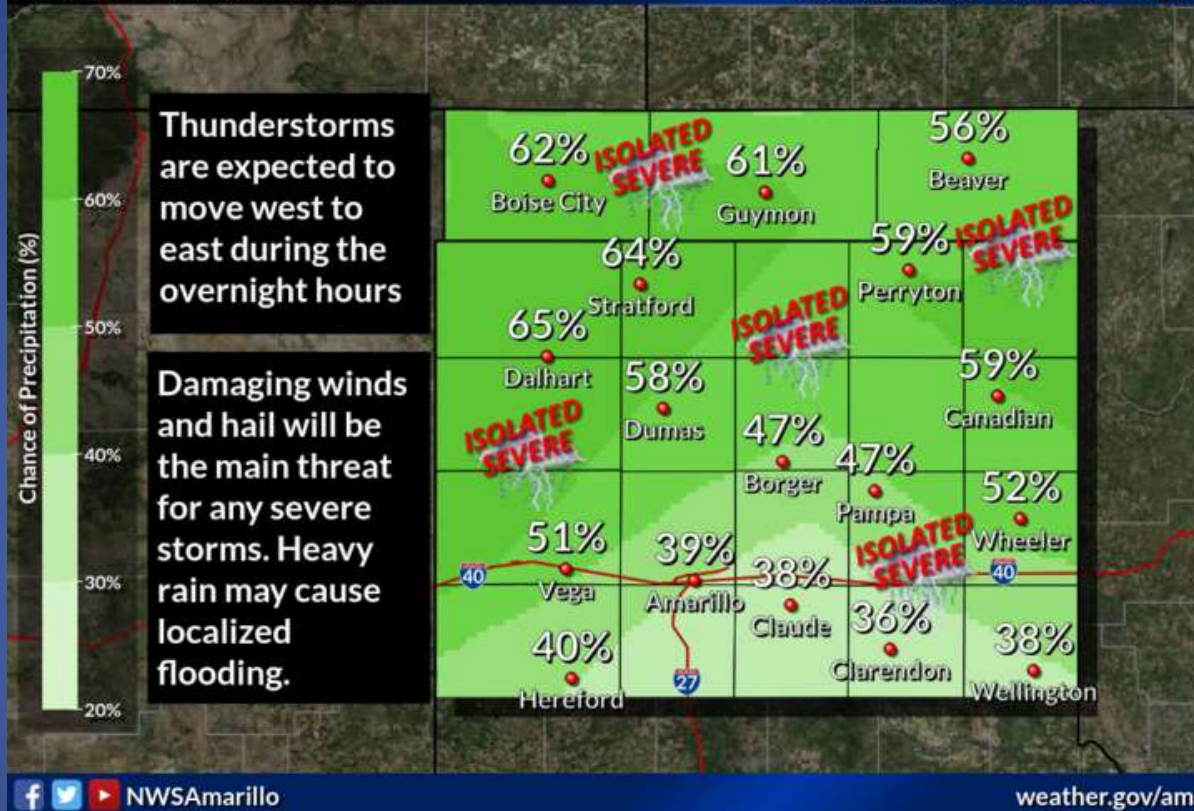 70%
60%
50%
40%
30%
20%
Chance of Precipitation (%)
Thunderstorms
are expected to
move west to
east during the
overnight hours
Damaging winds
and hail will be
the main threat
for any severe
storms. Heavy
rain may cause
localized
flooding.
62%
Boise City
ISOLATED
SEVERE
61%
Guymon
56%
Beaver
64%
Stratford
59%
Perryton
ISOLATED
SEVERE
65%
Dalhart
ISOLATED
SEVERE
58%
Dumas
59%
Canadian
ISOLATED
SEVERE
47%
Borger
47%
Pampa
52%
Wheeler
51%
Vega
39%
Amarillo
38%
Claude
ISOLATED
SEVERE
40
40
36%
Clarendon
40%
Hereford
27
38%
Wellington
NWSAmarillo
weather.gov/am